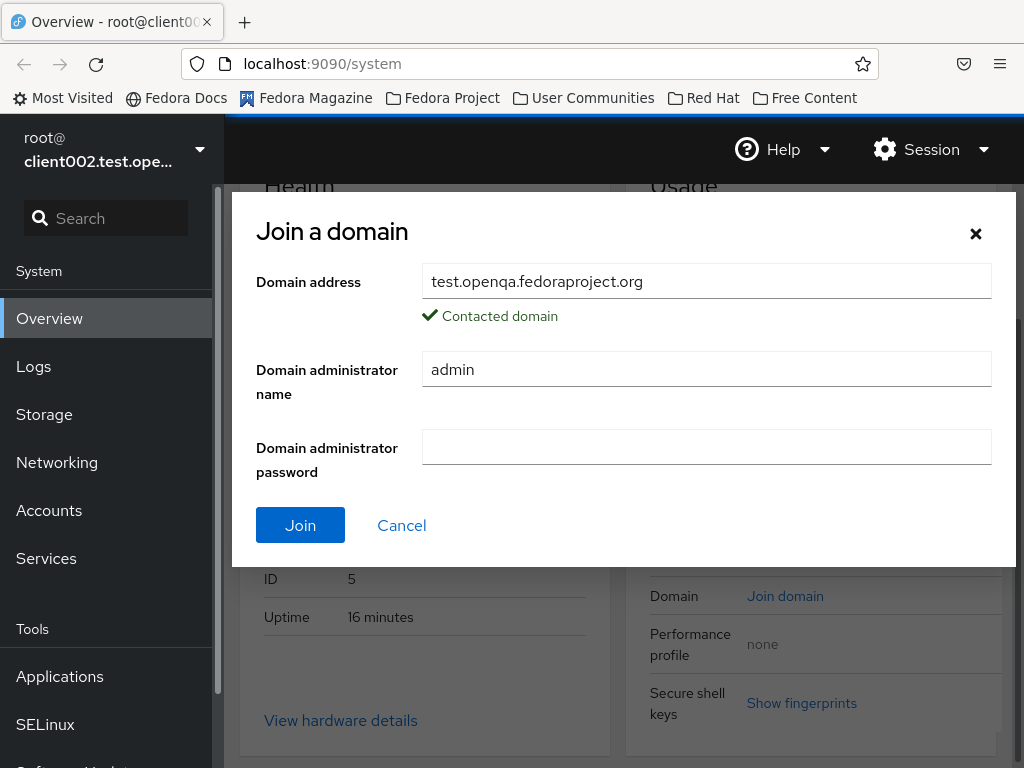 Overview - root@client00
localhost:9090/system
Most Visited
Fedora Docs
Fedora Magazine
Fedora Project
User Communities
Red Hat
Free Content
root@
client002.test.ope...
Help
Session
Search
System
Overview
Logs
Storage
Networking
Accounts
Services
Tools
Applications
SELinux
Health
Usage
Join a domain
Domain address
test.openqa.fedoraproject.org
Contacted domain
Domain administrator
name
admin
Domain administrator
password
Join
Cancel
ID 5
Uptime 16 minutes
View hardware details
Domain Join domain
Performance
profile
none
Secure shell
keys
Show fingerprints